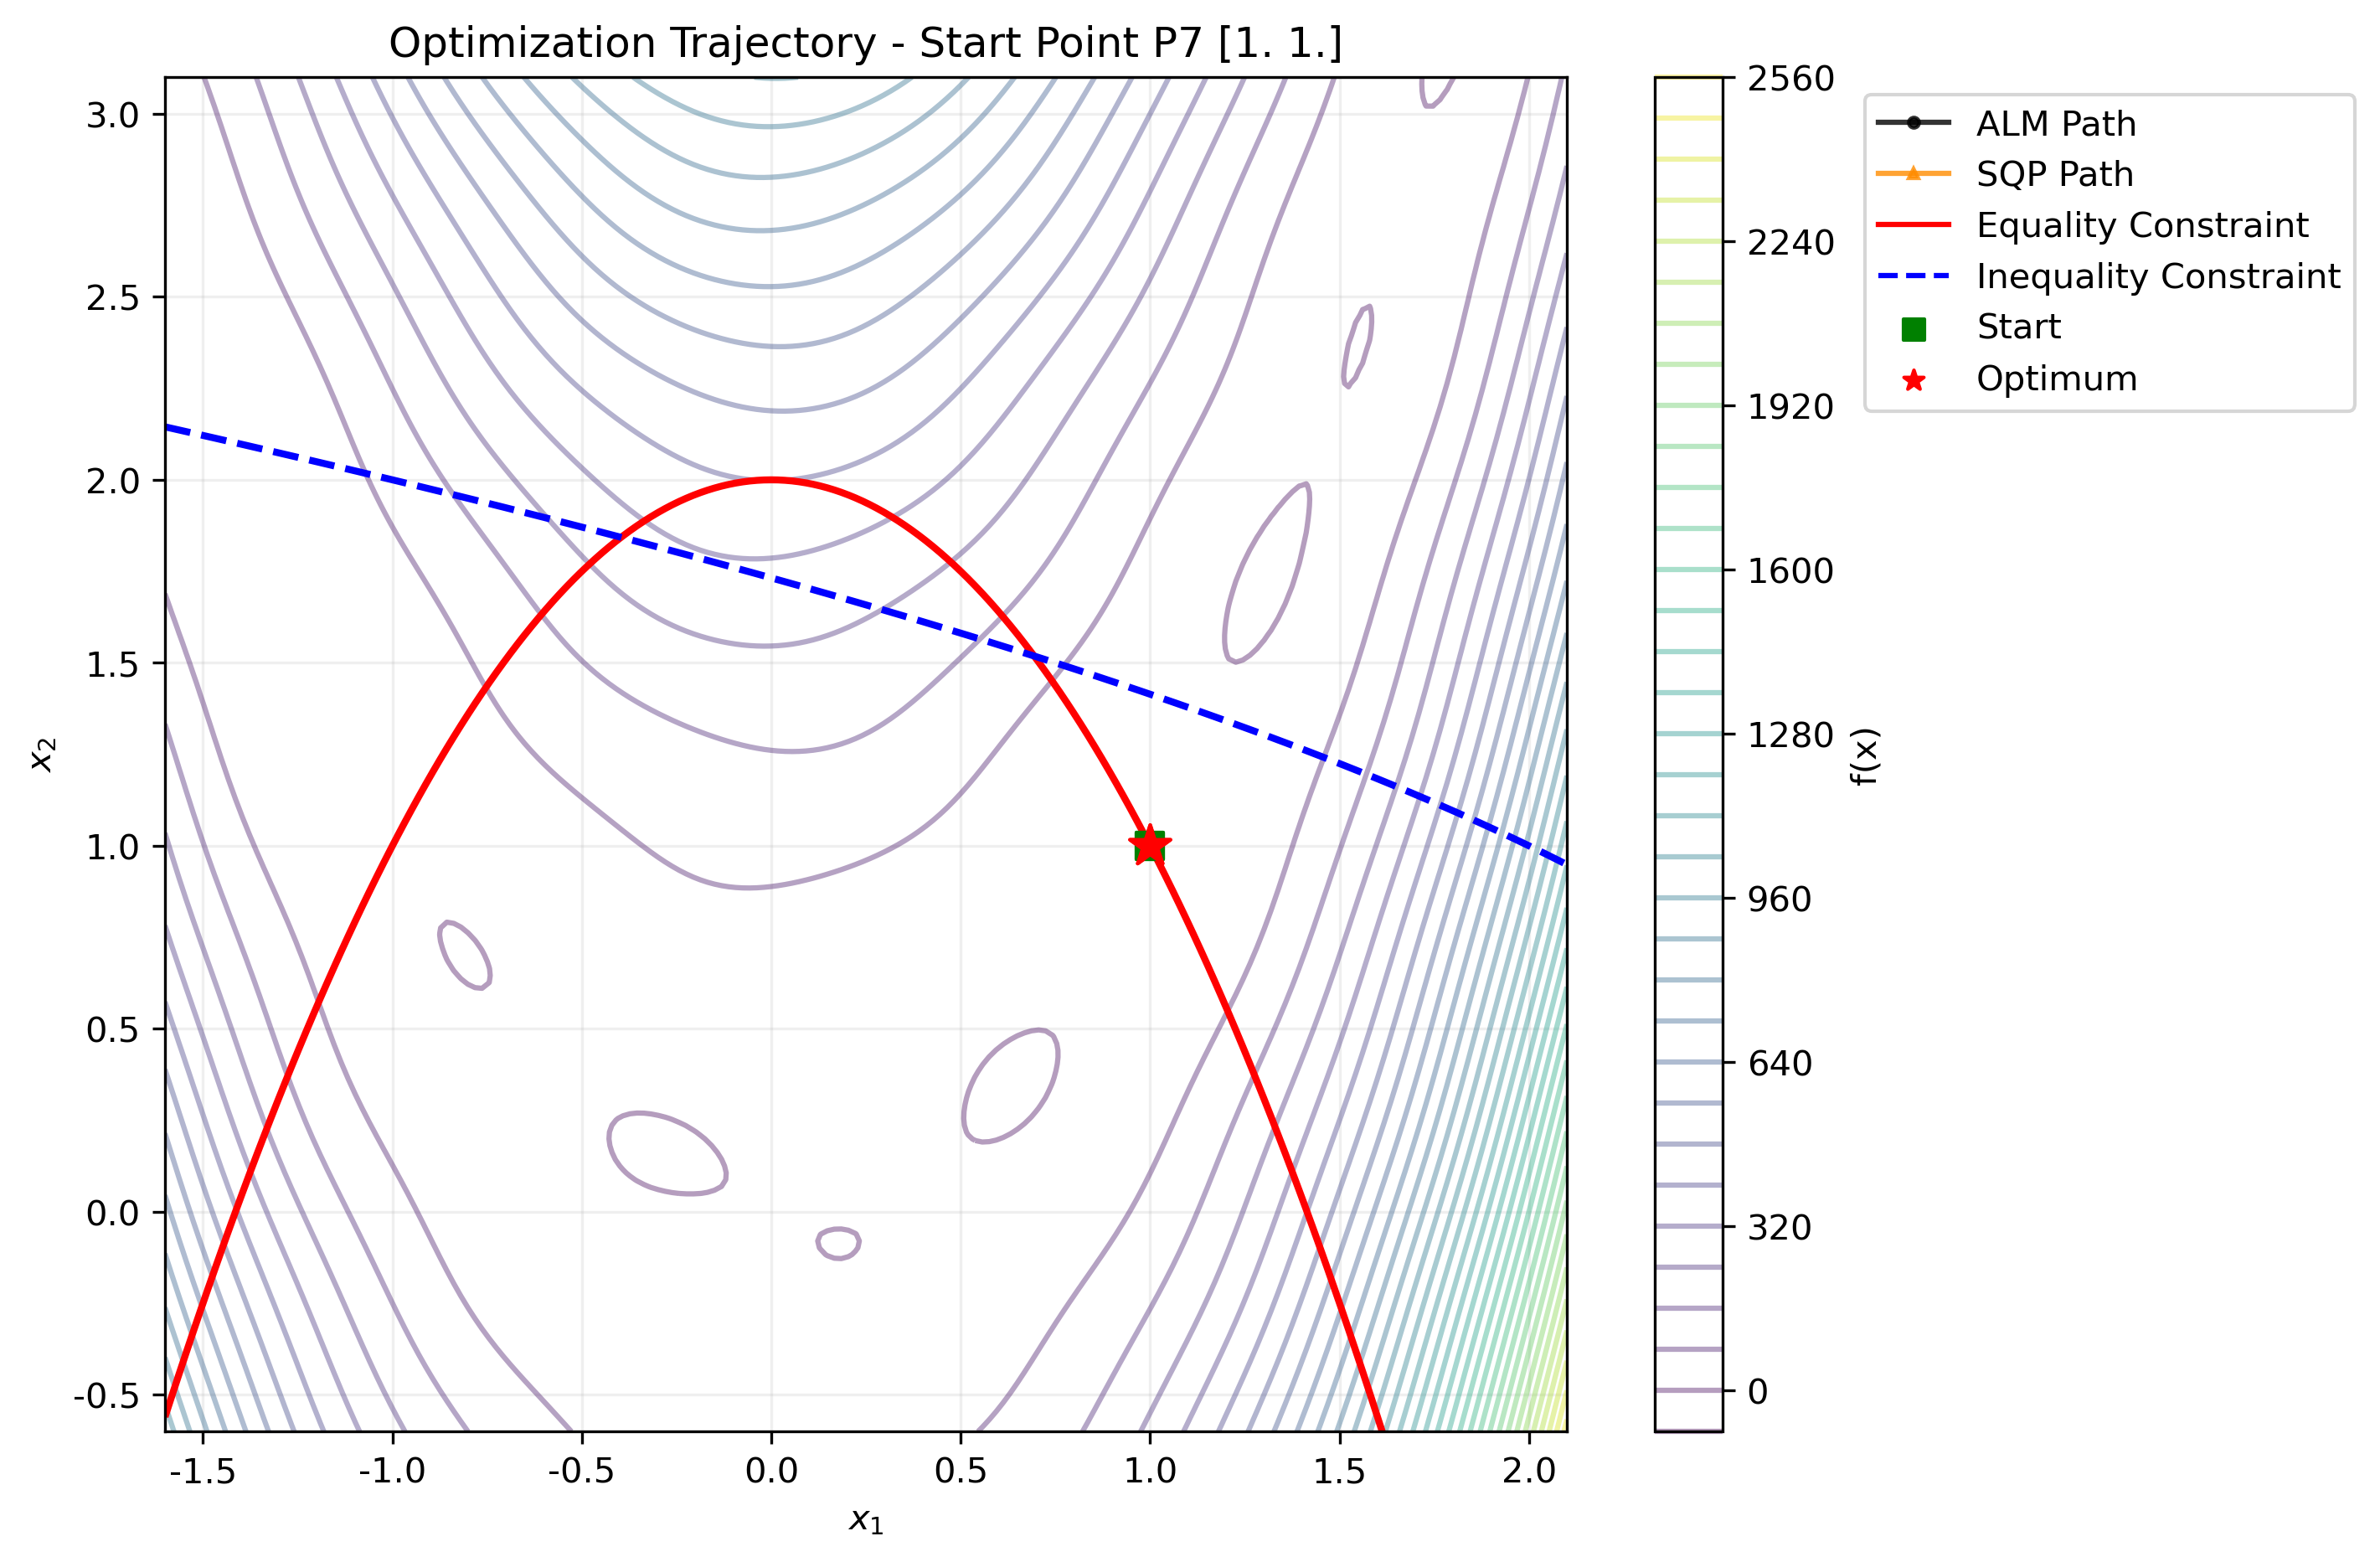 Optimization Trajectory - Start Point P7 [1. 1.]
3.0
2.5
2.0
1.5
1.0
0.5
0.0
-0.5
x₂
-1.5
-1.0
-0.5
0.0
0.5
1.0
1.5
2.0
x₁
2560
2240
1920
1600
1280
960
640
320
0
f(x)
ALM Path
SQP Path
Equality Constraint
Inequality Constraint
Start
Optimum